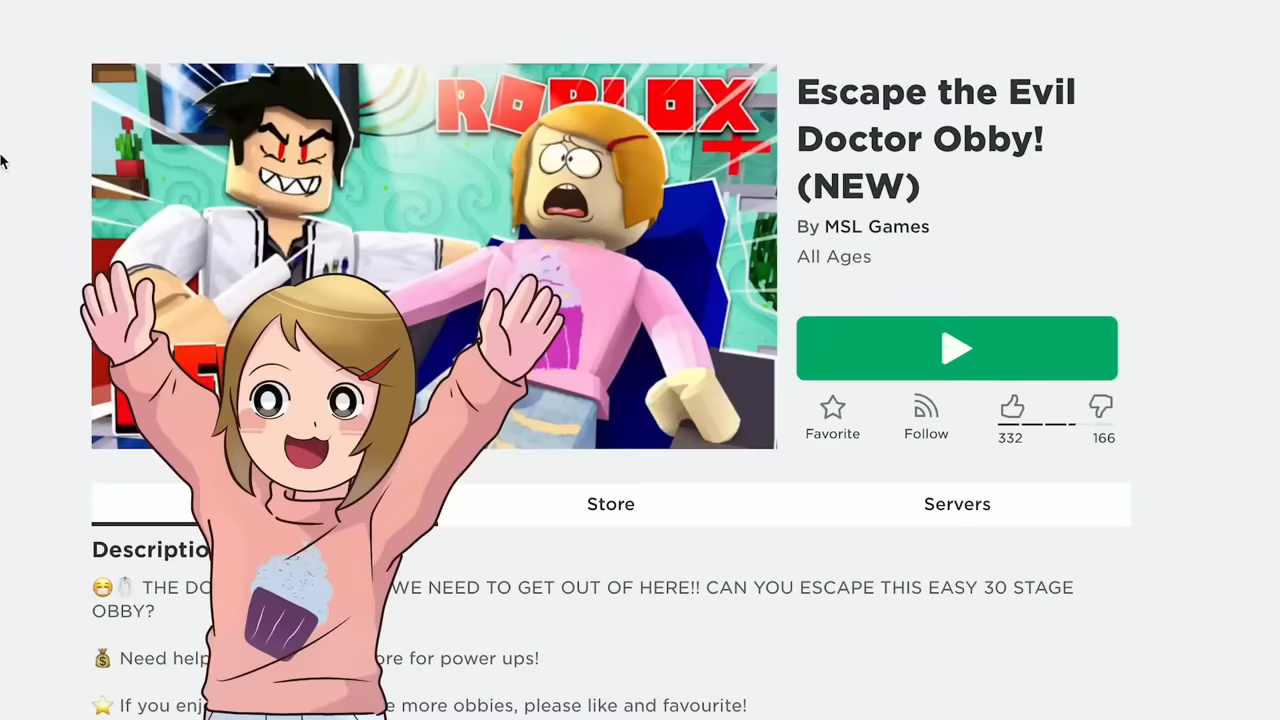 ROBLOX
Escape the Evil
Doctor Obby!
(NEW)
By MSL Games
All Ages
Favorite
Follow
332
166
Store
Servers
Descriptio
THE DO WE NEED TO GET OUT OF HERE!! CAN YOU ESCAPE THIS EASY 30 STAGE
OBBY?
Need help ore for power ups!
If you enj e more obbies, please like and favourite!